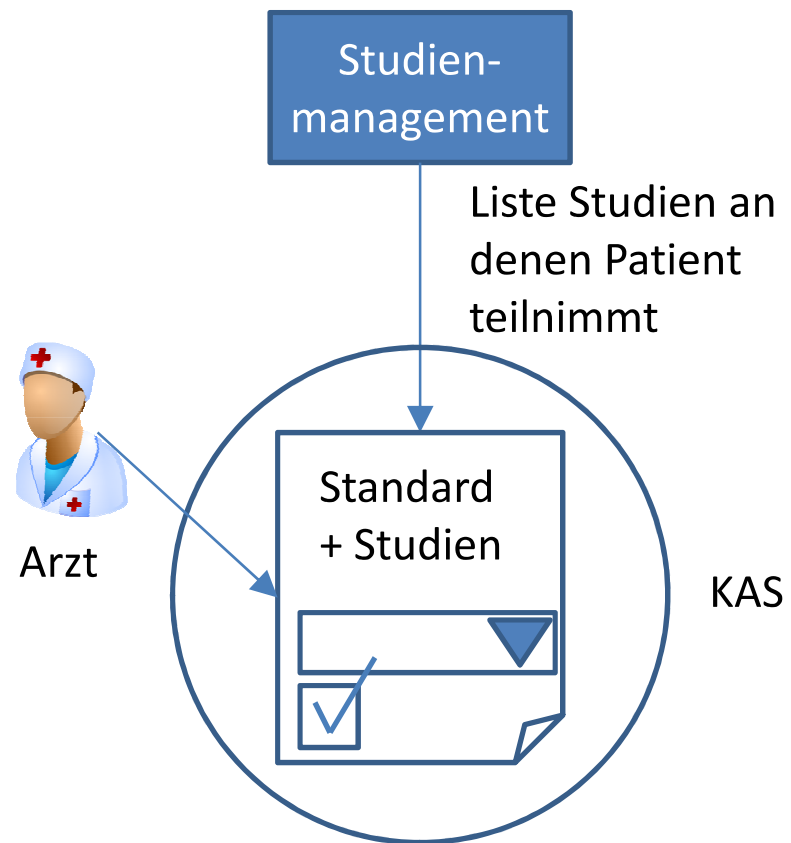 Studien-
management
Liste Studien an
denen Patient
teilnimmt
Standard
+ Studien
Arzt
KAS